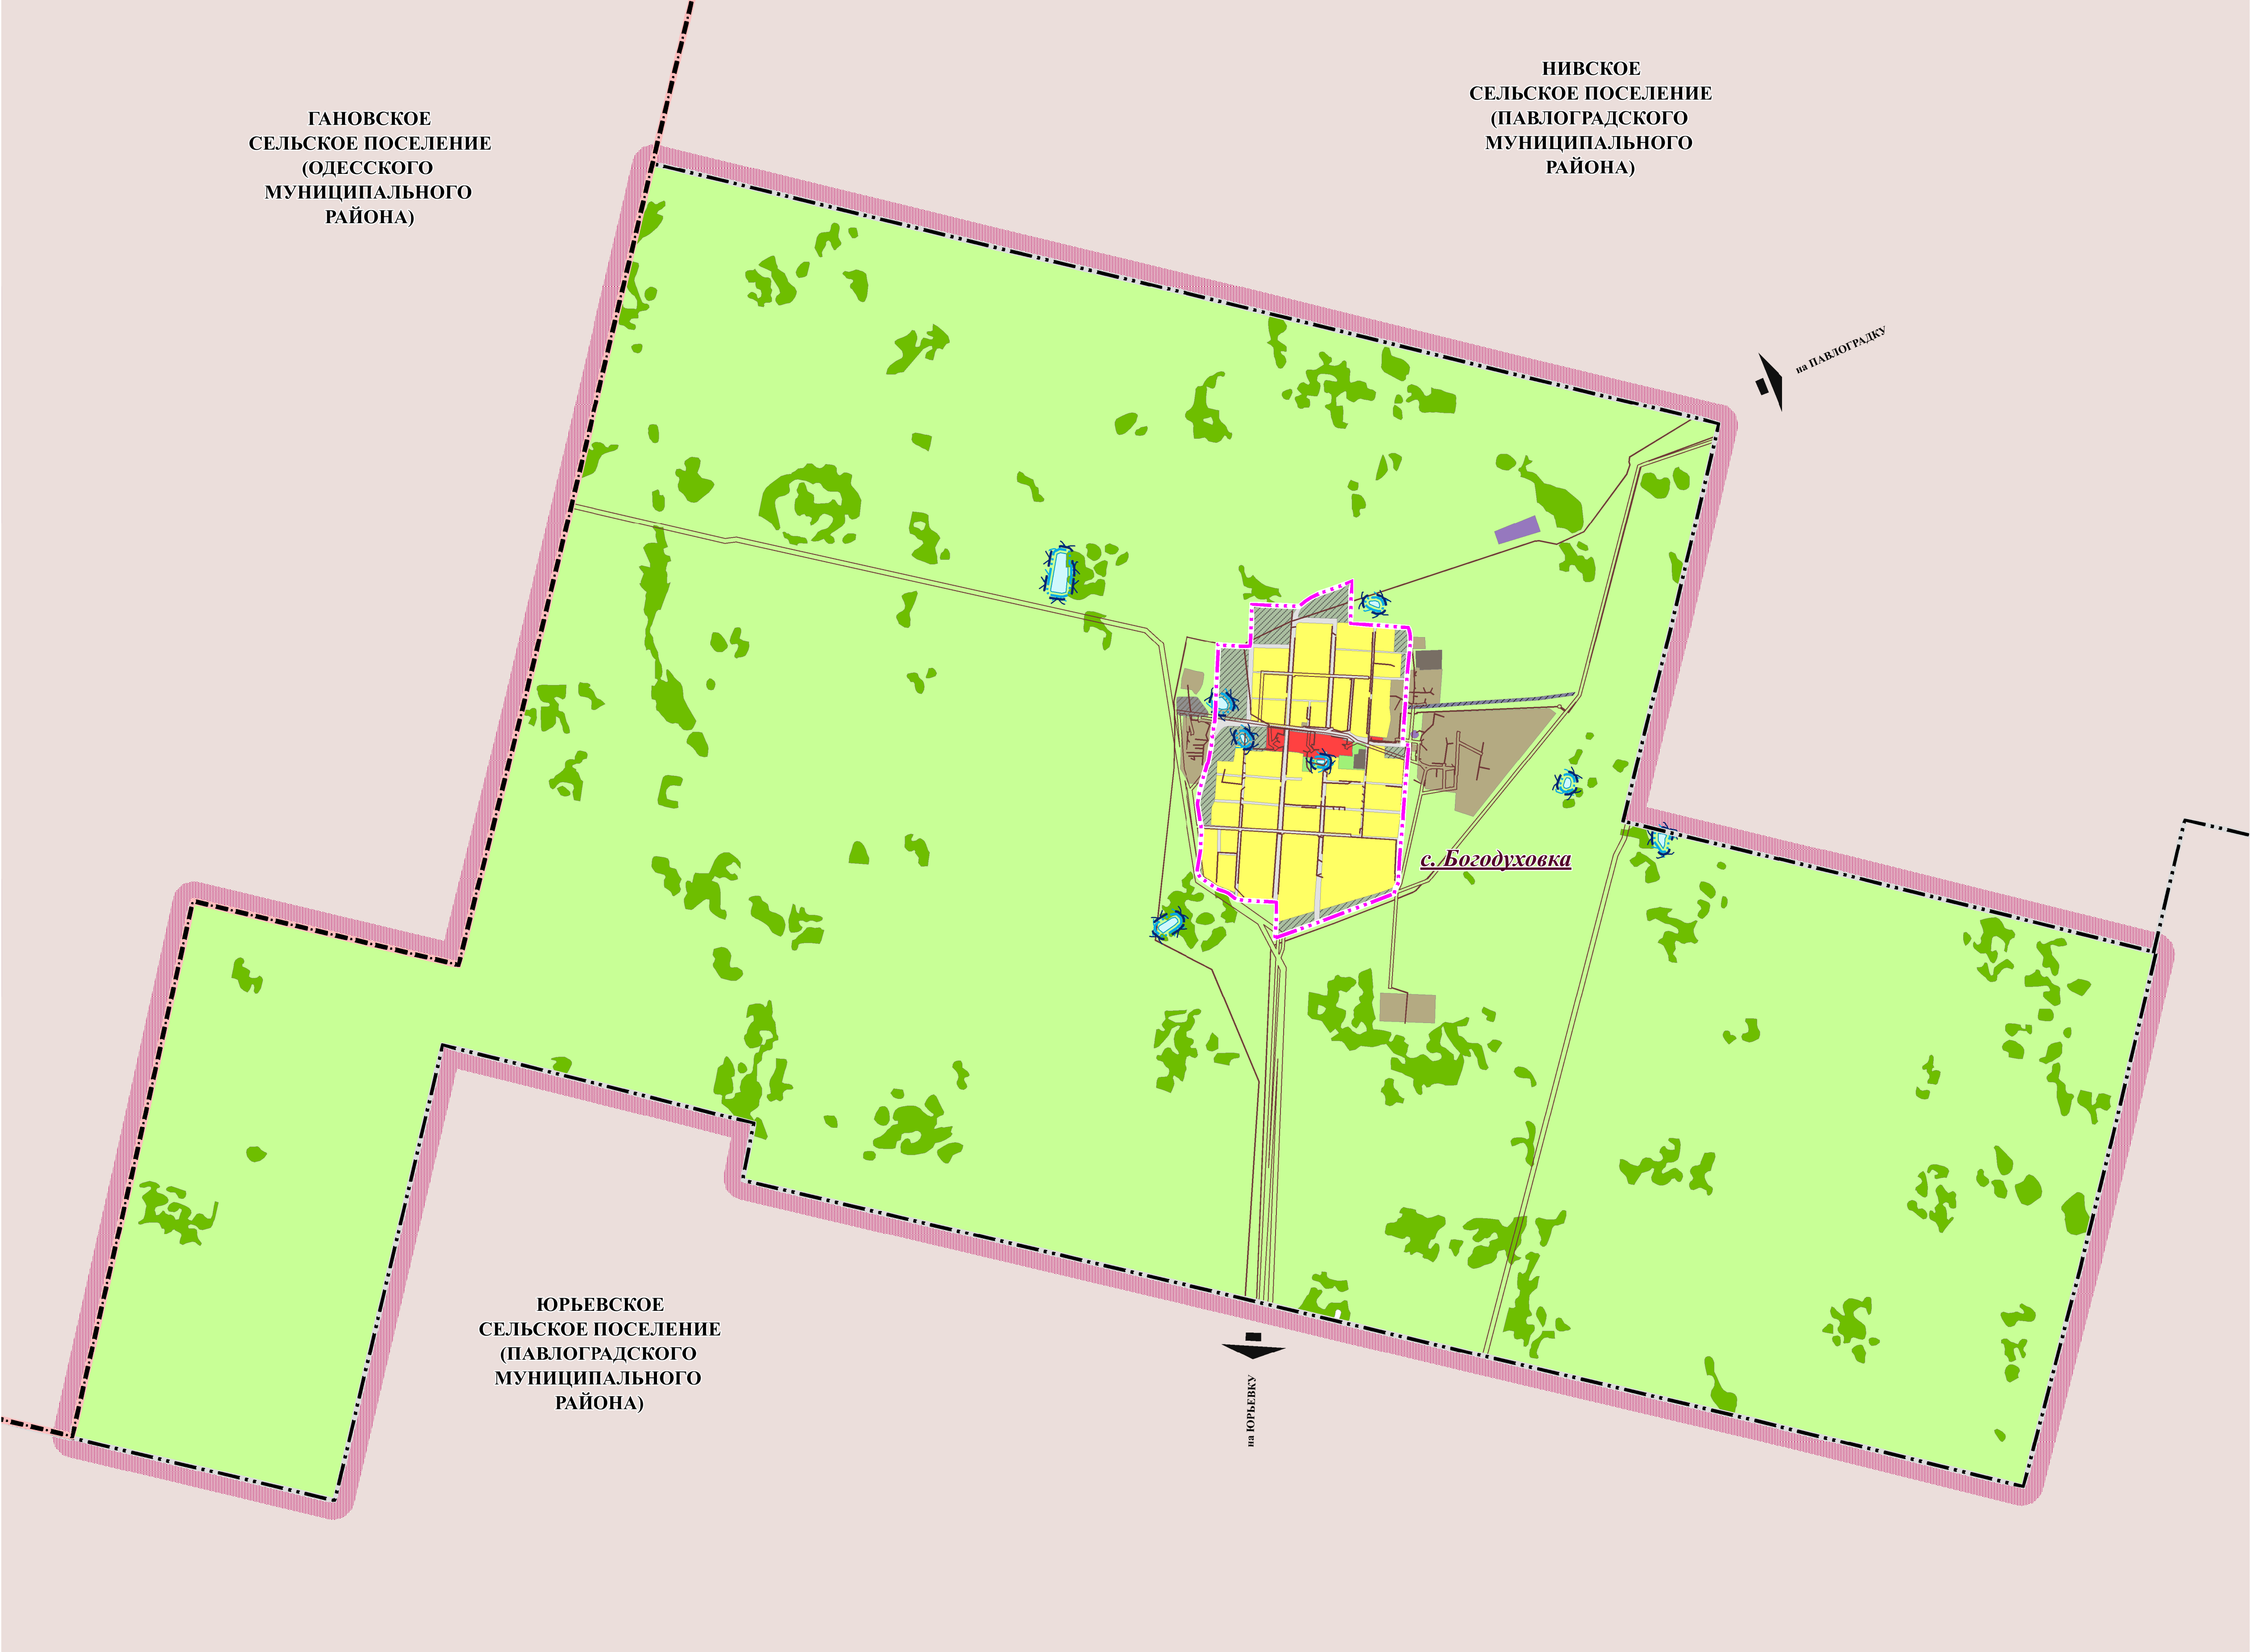 НИВСКОЕ
СЕЛЬСКОЕ ПОСЕЛЕНИЕ
(ПАВЛОГРАДСКОГО
МУНИЦИПАЛЬНОГО
РАЙОНА)
ГАНОВСКОЕ
СЕЛЬСКОЕ ПОСЕЛЕНИЕ
(ОДЕССКОГО
МУНИЦИПАЛЬНОГО
РАЙОНА)
на ПАВЛОГРАДКУ
с. Богодуховка
ЮРЬЕВСКОЕ
СЕЛЬСКОЕ ПОСЕЛЕНИЕ
(ПАВЛОГРАДСКОГО
МУНИЦИПАЛЬНОГО
РАЙОНА)
на ЮРЬЕВКУ